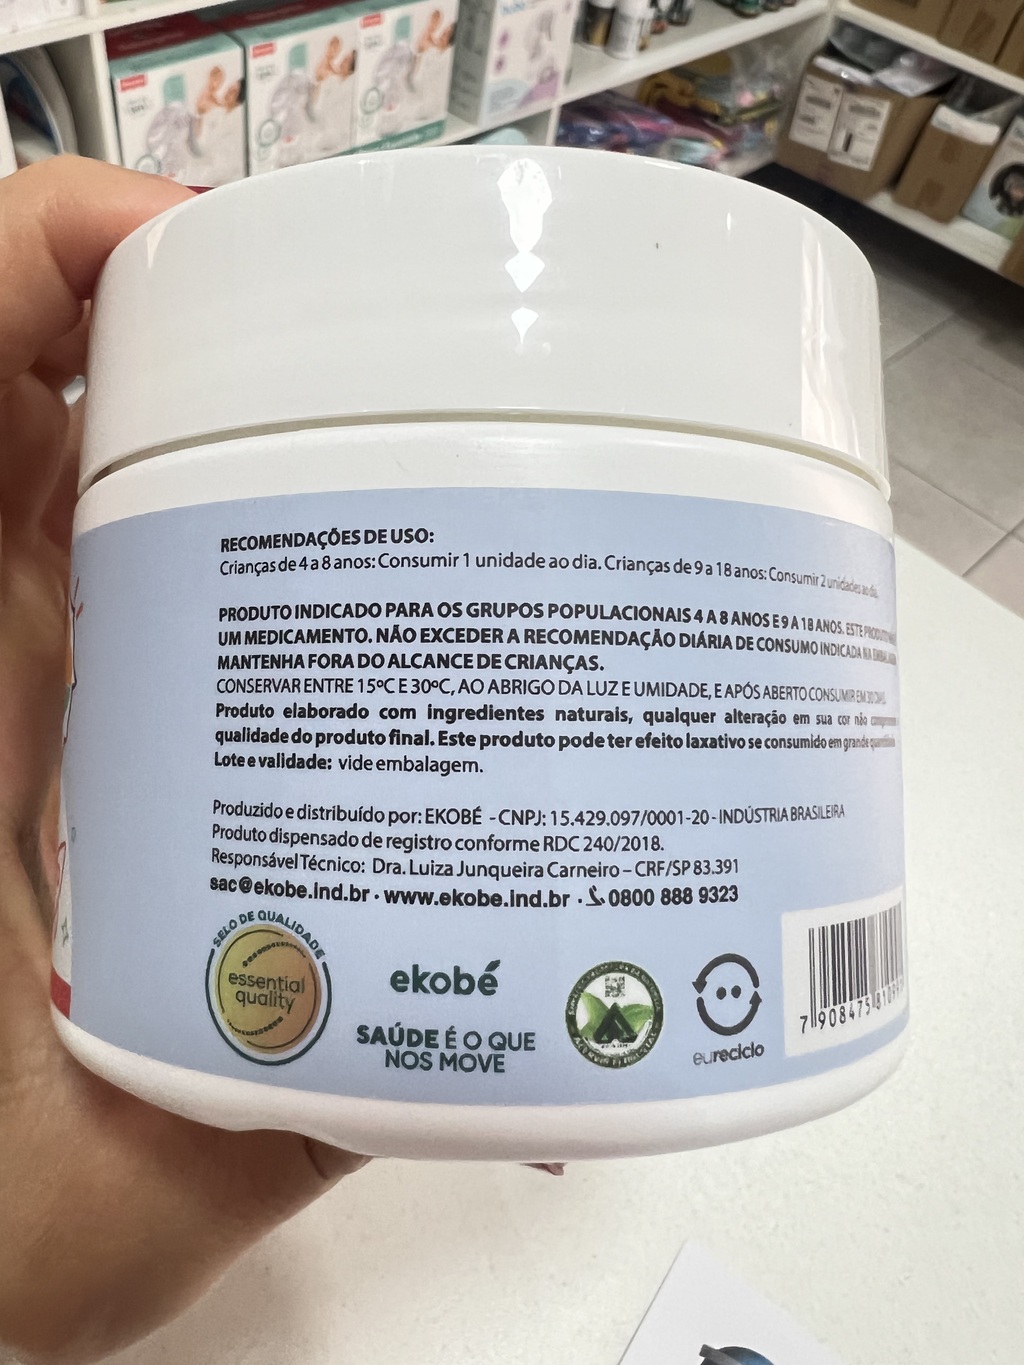 RECOMENDAÇÕES DE USO:
Crianças de 4 a 8 anos: Consumir 1 unidade ao dia. Crianças de 9 a 18 anos: Consumir 2 unidades ao dia.
PRODUTO INDICADO PARA OS GRUPOS POPULACIONAIS 4 A 8 ANOS E 9 A 18 ANOS. ESTE PRODUTO
UM MEDICAMENTO. NÃO EXCEDER A RECOMENDAÇÃO DIÁRIA DE CONSUMO INDICADA NA
MANTENHA FORA DO ALCANCE DE CRIANÇAS.
CONSERVAR ENTRE 15ºC E 30ºC, AO ABRIGO DA LUZ E UMIDADE, E APÓS ABERTO CONSUMIR EM 30 DIAS.
Produto elaborado com ingredientes naturais, qualquer alteração em sua cor não
qualidade do produto final. Este produto pode ter efeito laxativo se consumido em grande
Lote e validade: vide embalagem.
Produzido e distribuído por: EKOBÉ - CNPJ: 15.429.097/0001-20 - INDÚSTRIA BRASILEIRA
Produto dispensado de registro conforme RDC 240/2018.
Responsável Técnico: Dra. Luiza Junqueira Carneiro – CRF/SP 83.391
sac@ekobe.ind.br · www.ekobe.ind.br · 0800 888 9323
SELO DE QUALIDADE
essential
quality
ekobé
SAÚDE É O QUE
NOS MOVE
eureciclo
7 908475